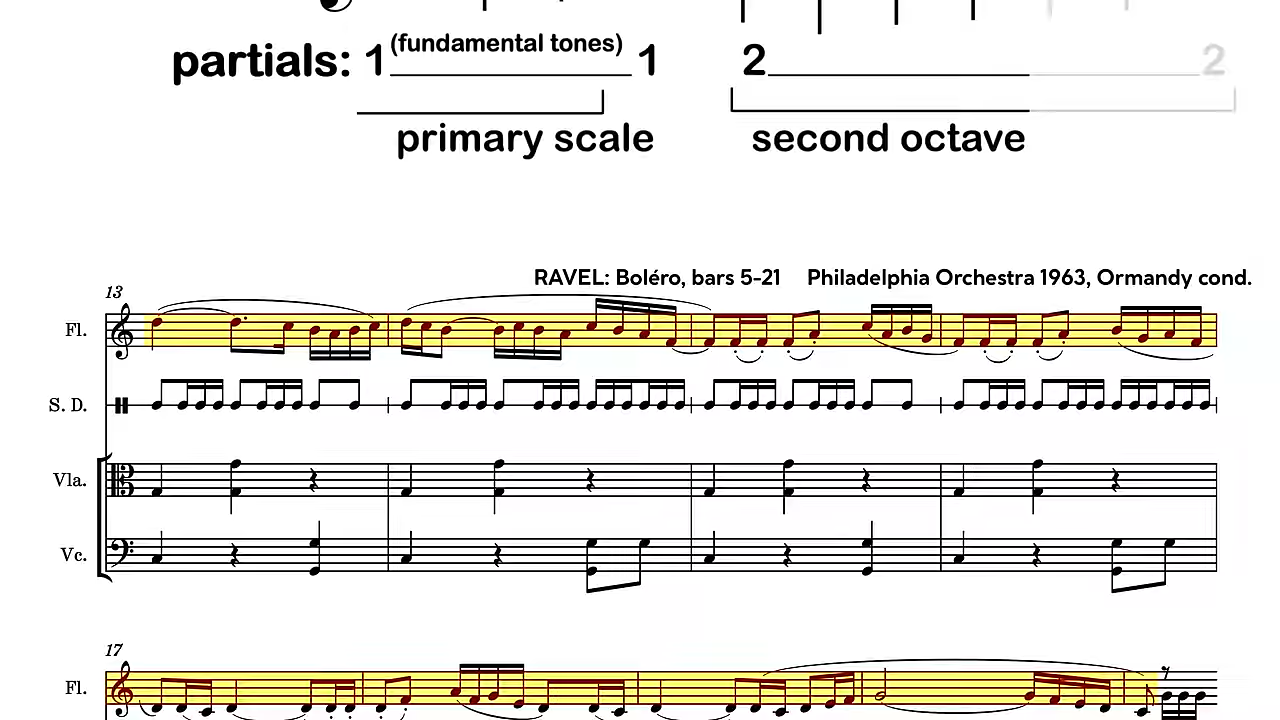 (fundamental tones)
partials: 1 1 2 2
primary scale second octave
RAVEL: Boléro, bars 5-21 Philadelphia Orchestra 1963, Ormandy cond.
13
Fl.
S. D.
Vla.
Vc.
17
Fl.